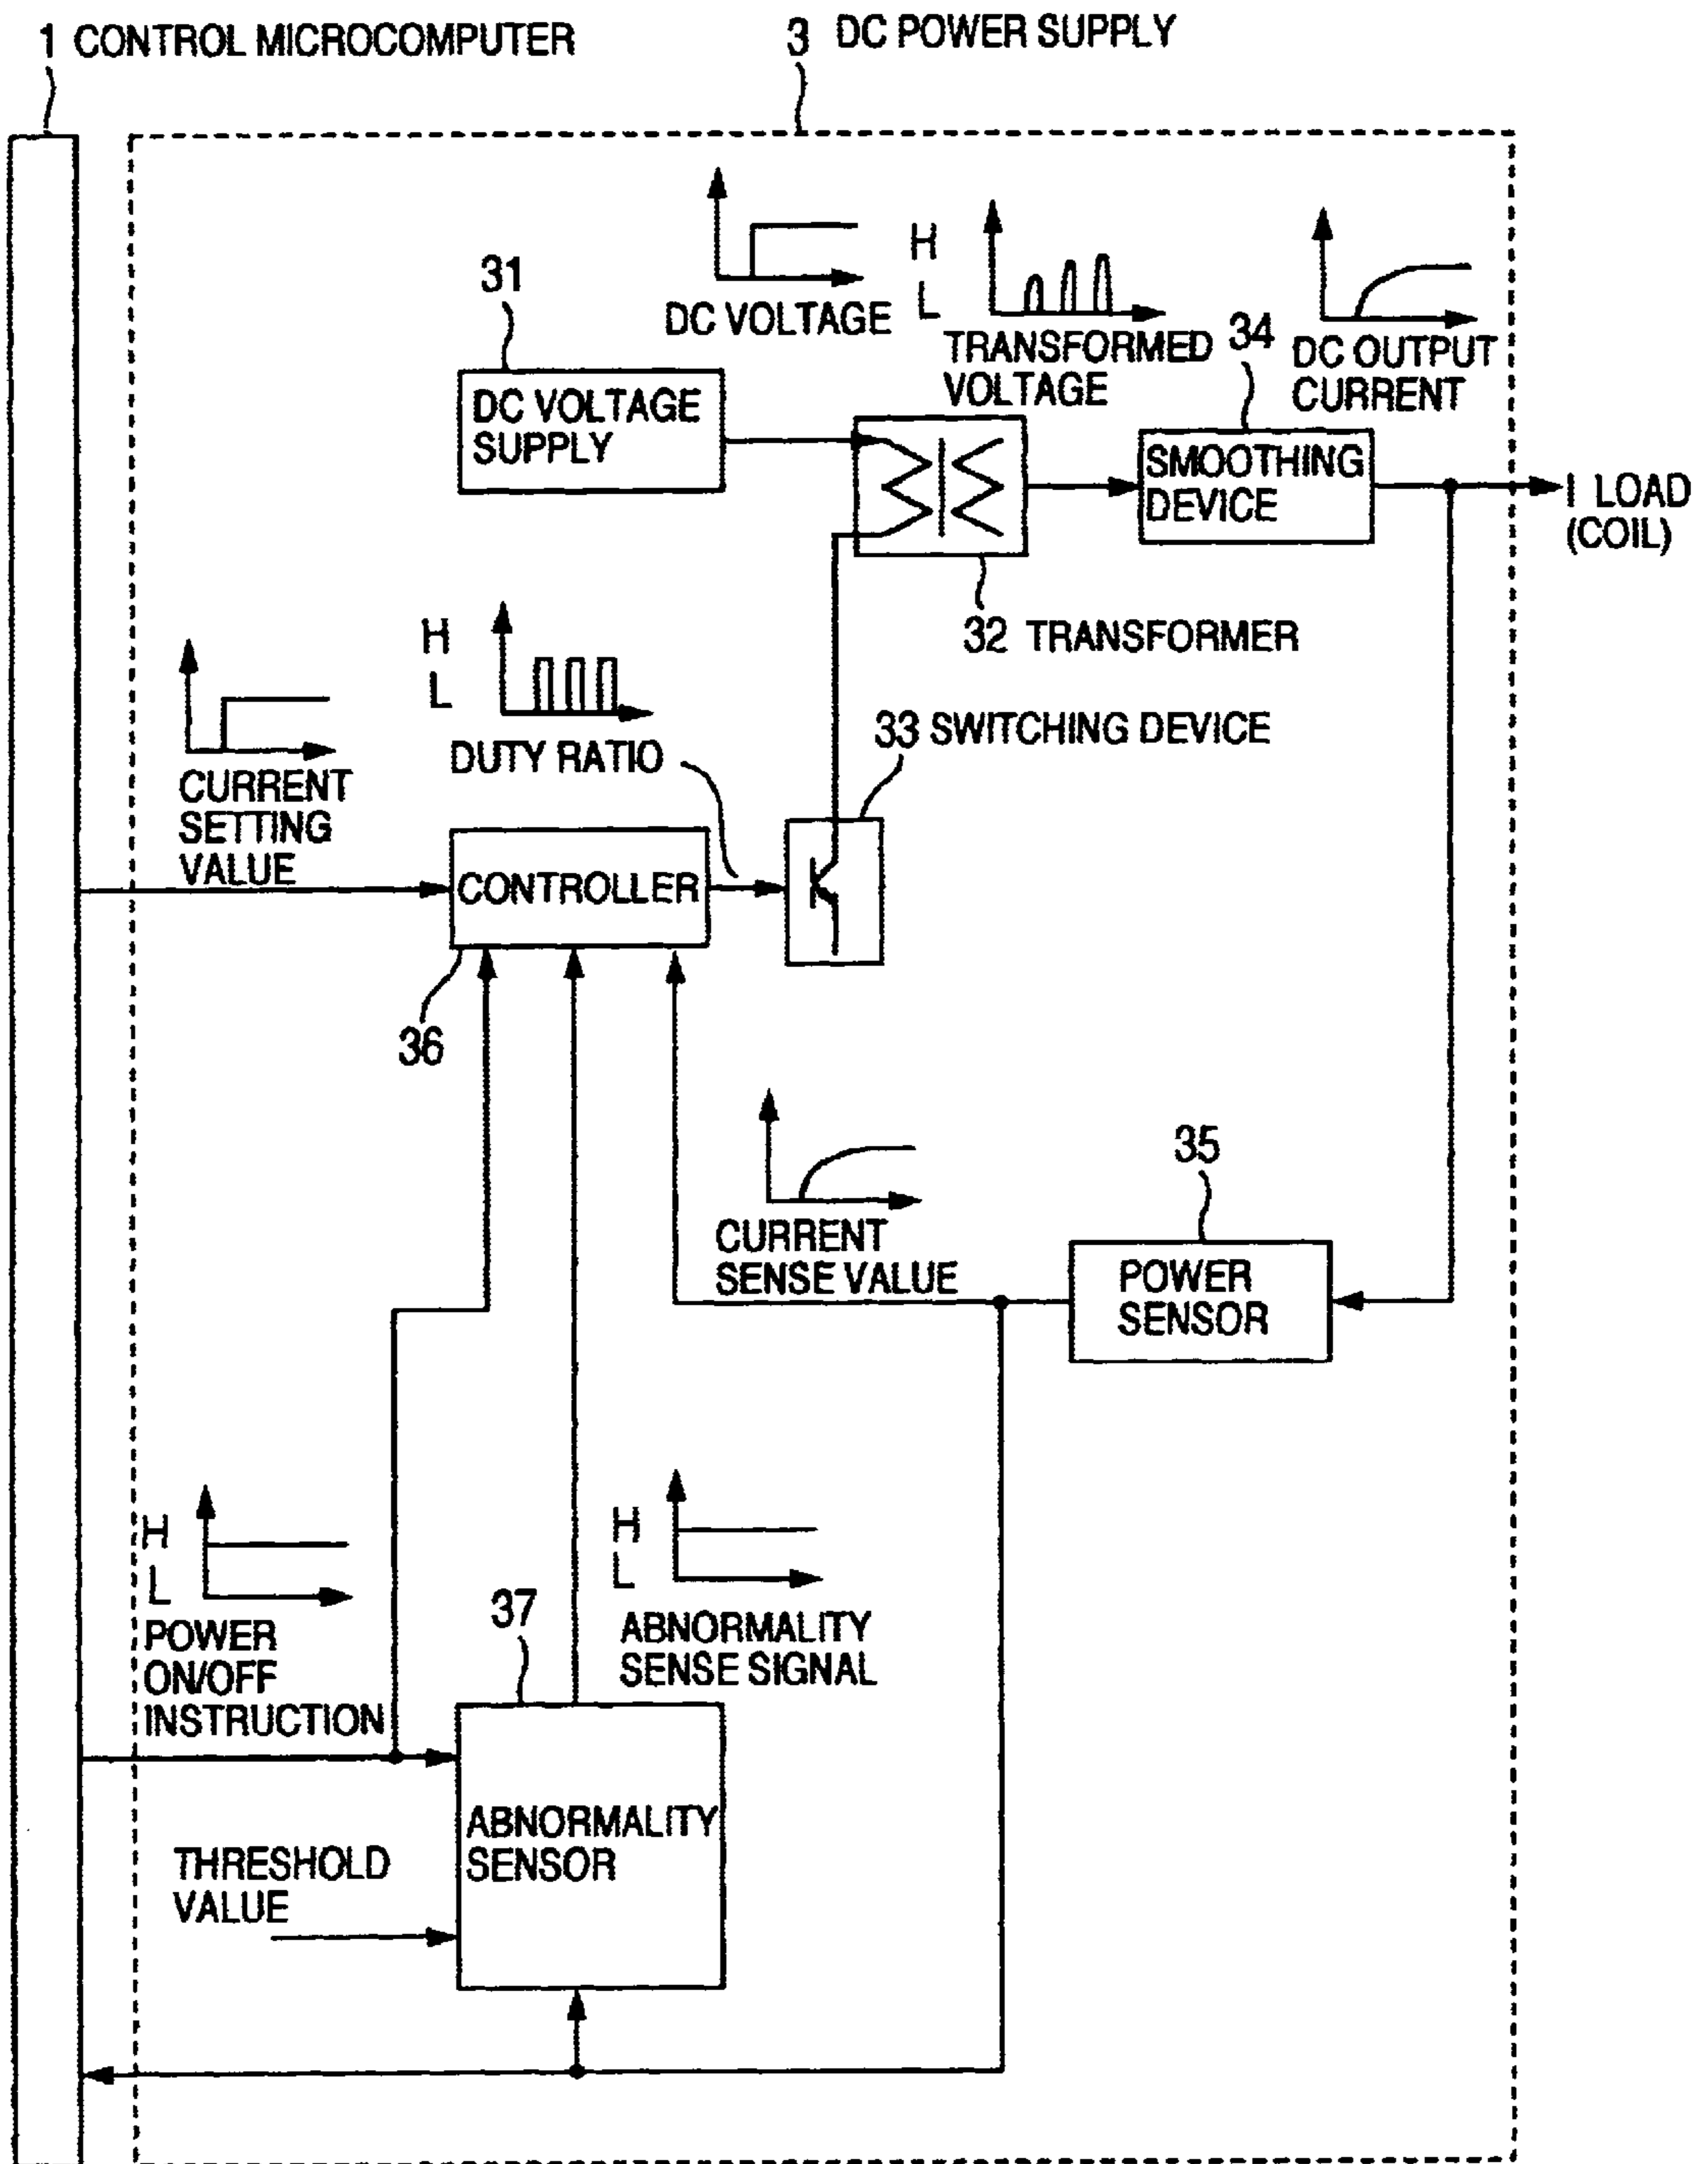 1 CONTROL MICROCOMPUTER
3 DC POWER SUPPLY
31
DC VOLTAGE
H
L
TRANSFORMED
VOLTAGE
34
DC OUTPUT
CURRENT
DC VOLTAGE
SUPPLY
SMOOTHING
DEVICE
I LOAD
(COIL)
32 TRANSFORMER
H
L
DUTY RATIO
33 SWITCHING DEVICE
CURRENT
SETTING
VALUE
CONTROLLER
36
35
CURRENT
SENSE VALUE
POWER
SENSOR
H
L
POWER
ON/OFF
INSTRUCTION
37
H
L
ABNORMALITY
SENSE SIGNAL
ABNORMALITY
SENSOR
THRESHOLD
VALUE